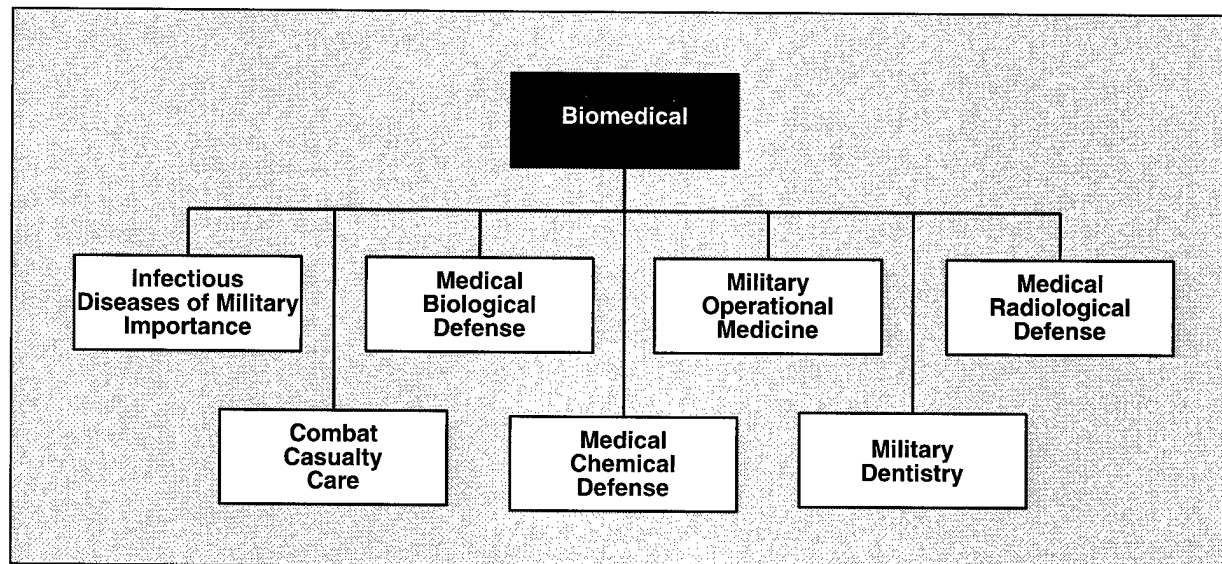 Biomedical
Infectious
Diseases of Military
Importance
Medical
Biological
Defense
Military
Operational
Medicine
Medical
Radiological
Defense
Combat
Casualty
Care
Medical
Chemical
Defense
Military
Dentistry